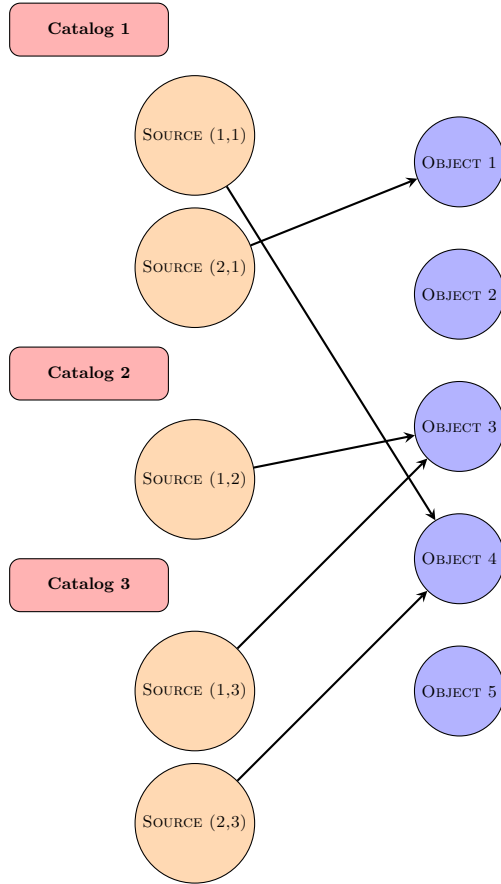 Catalog 1
Source (1,1)
Source (2,1)
Catalog 2
Source (1,2)
Catalog 3
Source (1,3)
Source (2,3)
Object 1
Object 2
Object 3
Object 4
Object 5